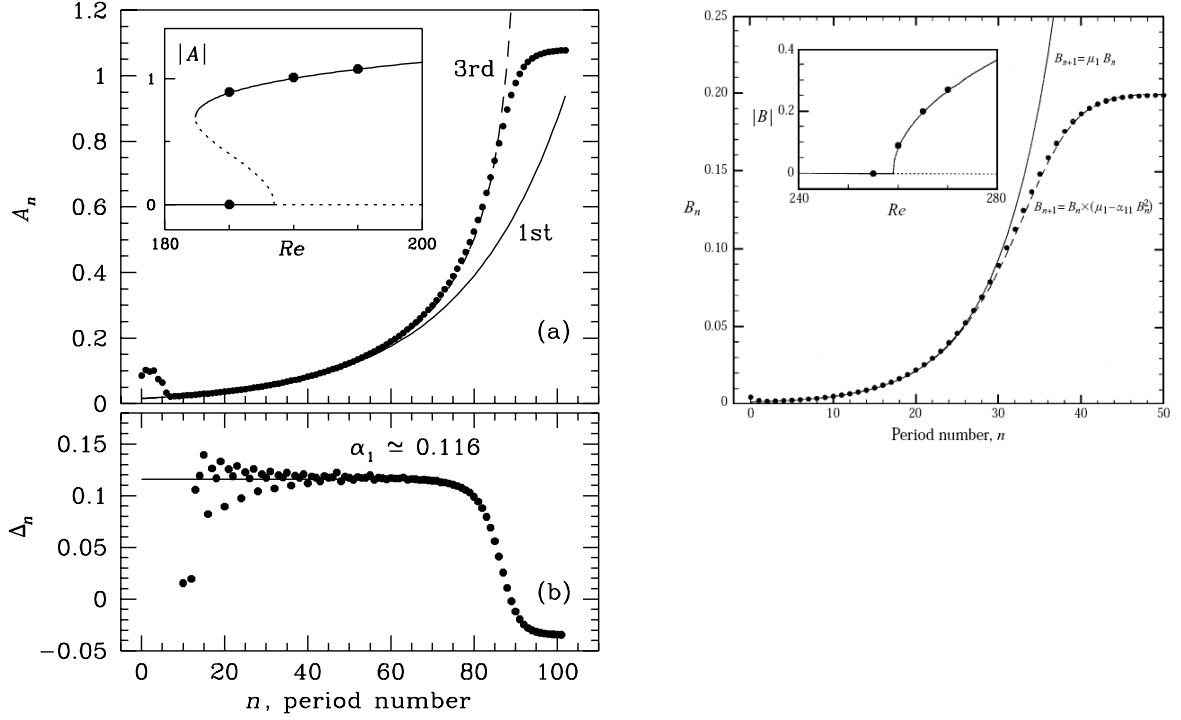 1.2
1
0.8
0.6
0.4
0.2
0
A_n
|A|
1
0
180
Re
200
3rd
1st
(a)
0.15
0.1
0.05
0
−0.05
Δ_n
α_1 ≃ 0.116
(b)
0 20 40 60 80 100
n, period number
0.25
0.20
0.15
0.10
0.05
0
B_n
0.4
0.2
0
|B|
240
Re
280
B_{n+1}=μ_1 B_n
B_{n+1}=B_n×(μ_1−α_{11} B_n^2)
0 10 20 30 40 50
Period number, n